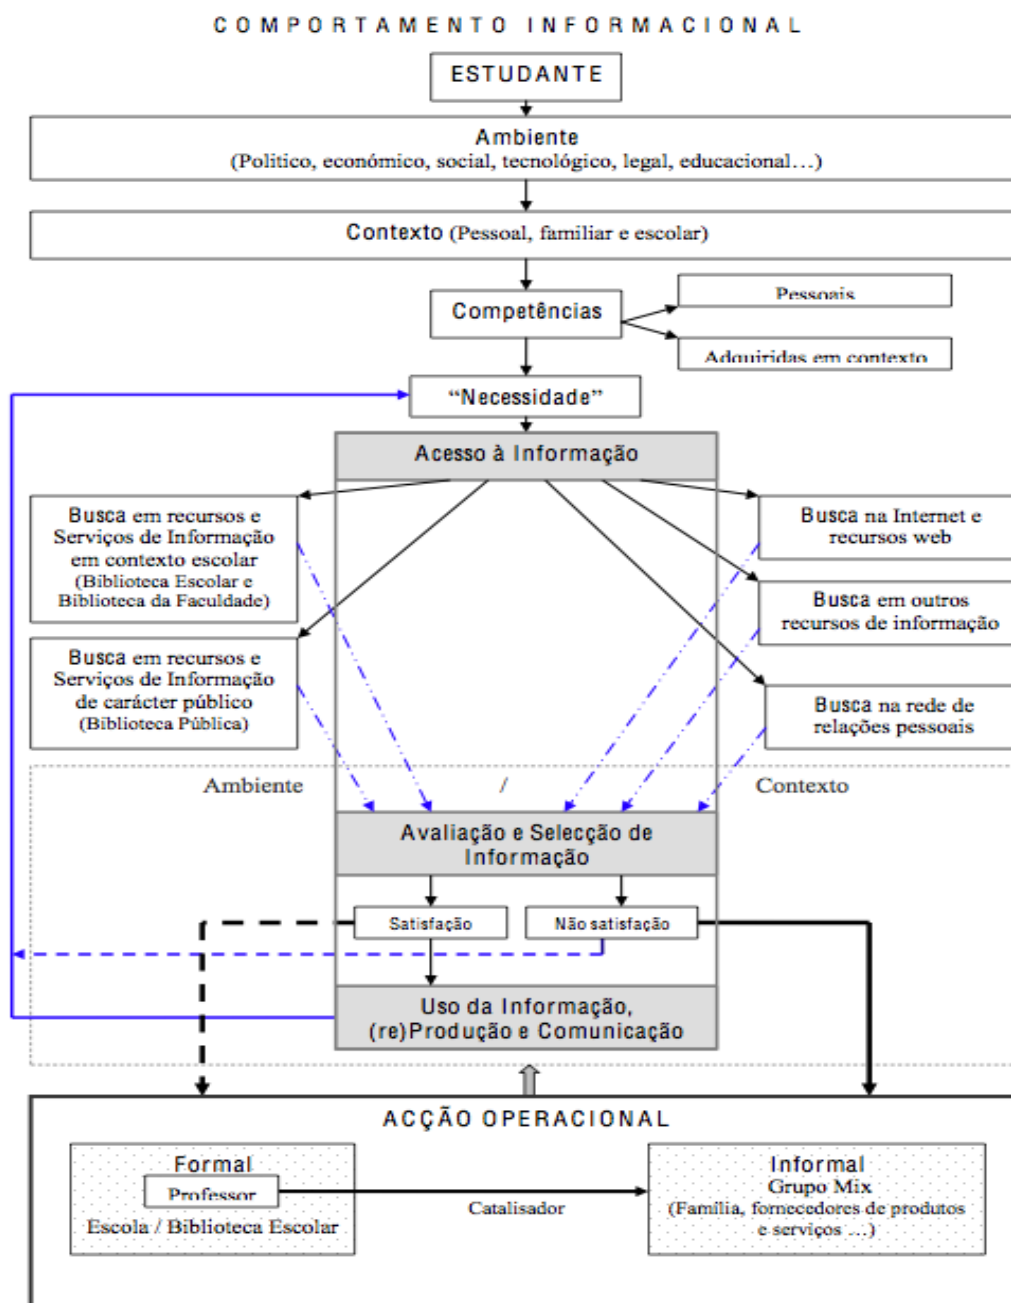 COMPORTAMENTO INFORMACIONAL
ESTUDANTE
Ambiente
(Politico, económico, social, tecnológico, legal, educacional...)
Contexto (Pessoal, familiar e escolar)
Competências
Pessoais
Adquiridas em contexto
“Necessidade”
Acesso à Informação
Busca em recursos e
Serviços de Informação
em contexto escolar
(Biblioteca Escolar e
Biblioteca da Faculdade)
Busca na Internet e
recursos web
Busca em outros
recursos de informação
Busca em recursos e
Serviços de Informação
de carácter público
(Biblioteca Pública)
Busca na rede de
relações pessoais
Ambiente / Contexto
Avaliação e Selecção de
Informação
Satisfação
Não satisfação
Uso da Informação,
(re)Produção e Comunicação
ACÇÃO OPERACIONAL
Formal
Professor
Escola / Biblioteca Escolar
Catalisador
Informal
Grupo Mix
(Família, fornecedores de produtos
e serviços ...)